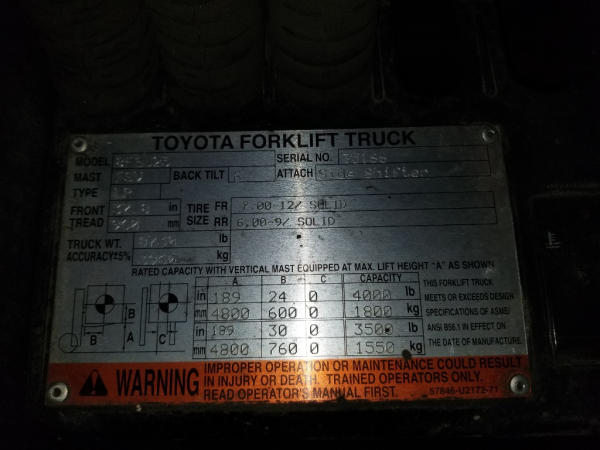 TOYOTA FORKLIFT TRUCK
MODEL SERIAL NO.
MAST BACK TILT ATTACH Side Shifter
TYPE LP
FRONT TREAD in mm
TIRE SIZE FR 7.00-12/ SOLID
RR 6.00-9/ SOLID
TRUCK WT. lb
ACCURACY±5% kg
RATED CAPACITY WITH VERTICAL MAST EQUIPPED AT MAX. LIFT HEIGHT "A" AS SHOWN
A B C CAPACITY
in 189 24 0 4000 lb
mm 4800 600 0 1800 kg
in 189 30 0 3500 lb
mm 4800 760 0 1550 kg
B A C
THIS FORKLIFT TRUCK
MEETS OR EXCEEDS DESIGN
SPECIFICATIONS OF ASME/
ANSI B56.1 IN EFFECT ON
THE DATE OF MANUFACTURE.
WARNING
IMPROPER OPERATION OR MAINTENANCE COULD RESULT
IN INJURY OR DEATH. TRAINED OPERATORS ONLY.
READ OPERATOR'S MANUAL FIRST.
57846-U2172-71